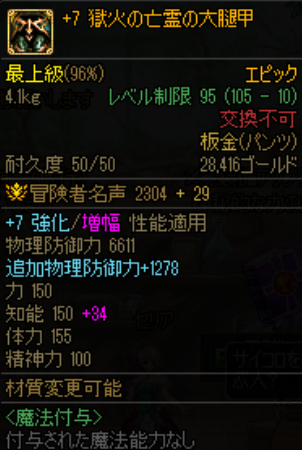 +7 獄火の亡霊の大腿甲
最上級(96%) エピック
4.1kg レベル制限 95 (105 - 10)
交換不可
板金(パンツ)
耐久度 50/50 28,416ゴールド
冒険者名声 2304 + 29
+7 強化/増幅 性能適用
物理防御力 6611
追加物理防御力+1278
力 150
知能 150 +34
体力 155
精神力 100
材質変更可能
<魔法付与>
付与された魔法能力なし